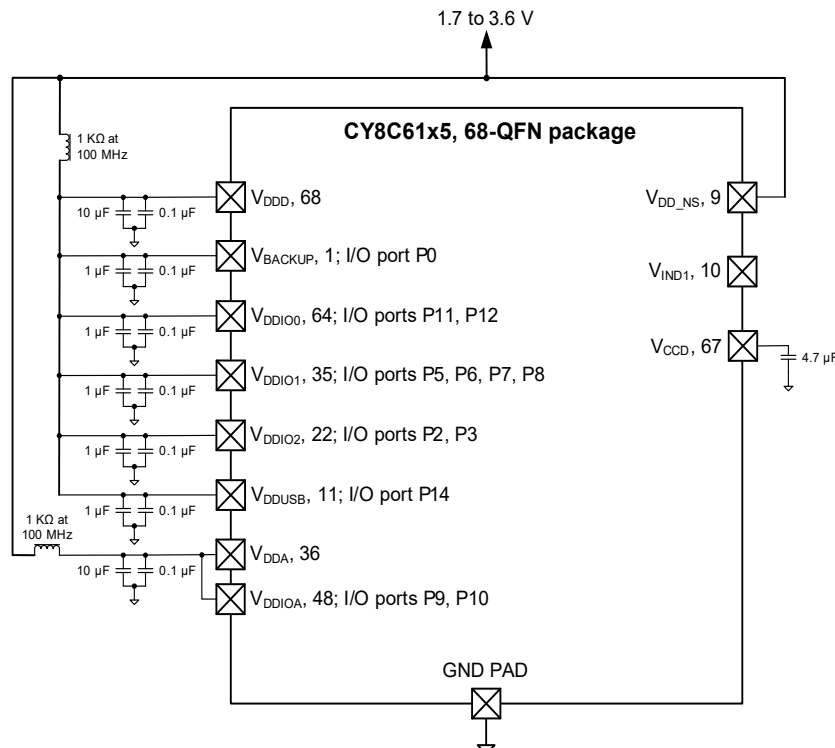 1.7 to 3.6 V
CY8C61x5, 68-QFN package
1 KΩ at
100 MHz
10 µF
0.1 µF
VDDD, 68
VDD_NS, 9
1 µF
0.1 µF
VBACKUP, 1; I/O port P0
VIND1, 10
1 µF
0.1 µF
VDDIO0, 64; I/O ports P11, P12
VCCD, 67
4.7 µF
1 µF
0.1 µF
VDDIO1, 35; I/O ports P5, P6, P7, P8
1 µF
0.1 µF
VDDIO2, 22; I/O ports P2, P3
1 µF
0.1 µF
VDDUSB, 11; I/O port P14
1 KΩ at
100 MHz
10 µF
0.1 µF
VDDA, 36
VDDIOA, 48; I/O ports P9, P10
GND PAD